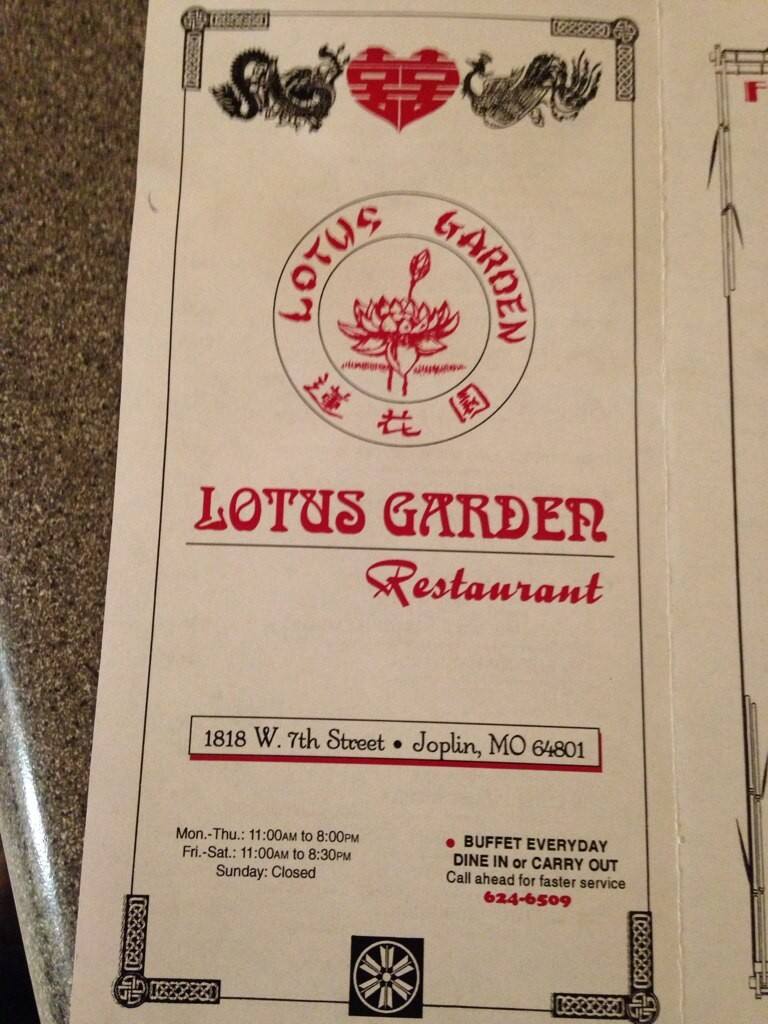 囍
LOTUS GARDEN
蓮花園
LOTUS GARDEN
Restaurant
1818 W. 7th Street • Joplin, MO 64801
Mon.-Thu.: 11:00AM to 8:00PM
Fri.-Sat.: 11:00AM to 8:30PM
Sunday: Closed
• BUFFET EVERYDAY
DINE IN or CARRY OUT
Call ahead for faster service
624-6509
F